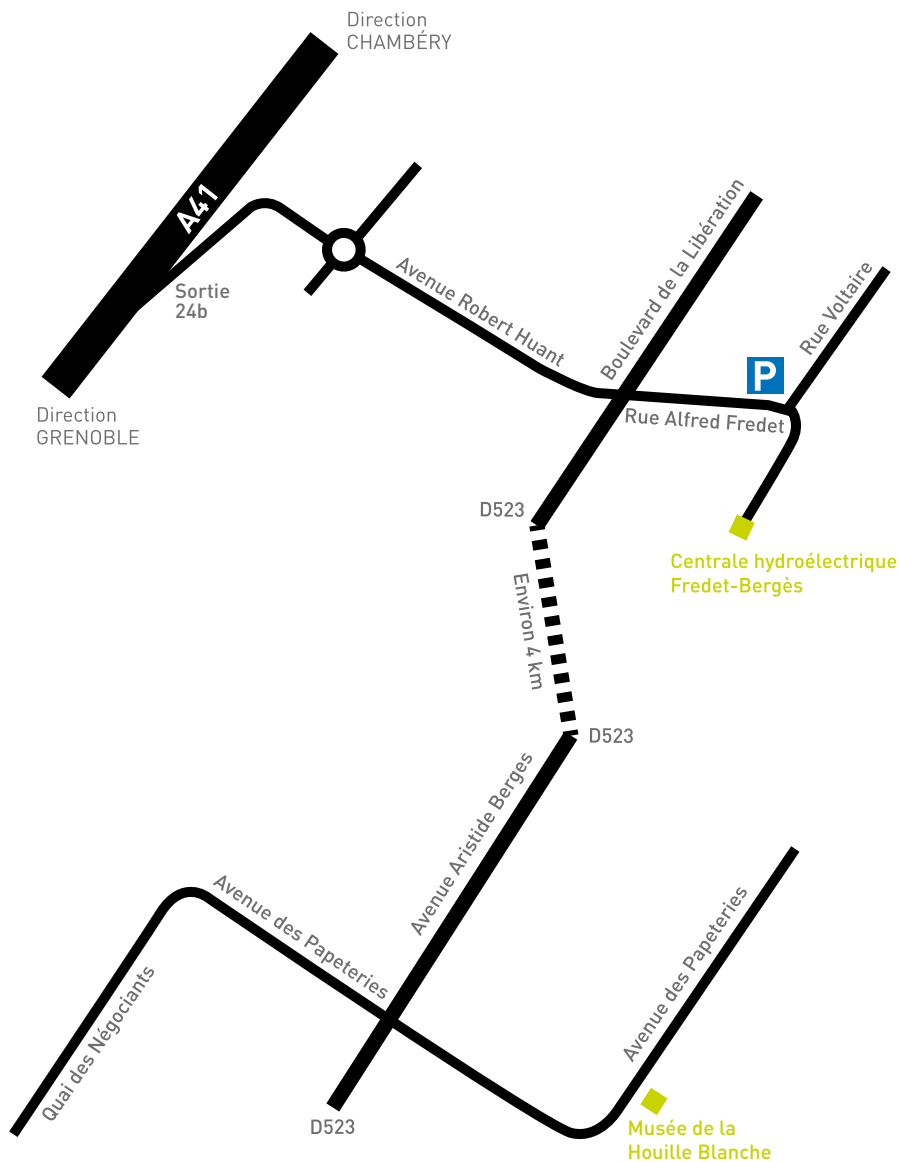 Direction
CHAMBÉRY
A41
Sortie
24b
Direction
GRENOBLE
Avenue Robert Huant
Boulevard de la Libération
Rue Voltaire
P
Rue Alfred Fredet
D523
Centrale hydroélectrique
Fredet-Bergès
Environ 4 km
D523
Avenue Aristide Berges
Avenue des Papeteries
Avenue des Papeteries
Quai des Négociants
D523
Musée de la
Houille Blanche